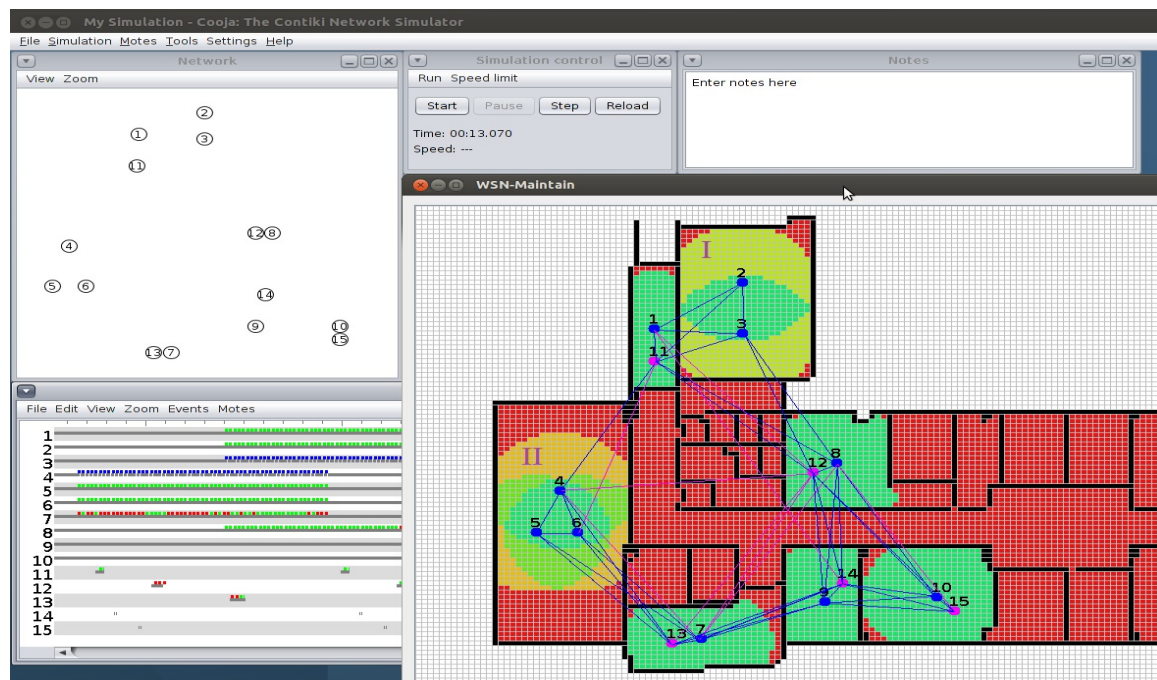 My Simulation - Cooja: The Contiki Network Simulator
File Simulation Motes Tools Settings Help
Network
View Zoom
2
1
3
11
12 8
4
5 6
14
9 10
15
13 7
Simulation control
Run Speed limit
Start Pause Step Reload
Time: 00:13.070
Speed: ---
Notes
Enter notes here
File Edit View Zoom Events Motes
1
2
3
4
5
6
7
8
9
10
11
12
13
14
15
WSN-Maintain
I
2
1 3
11
II
8
12
4
5 6
14
10
9 15
13 7